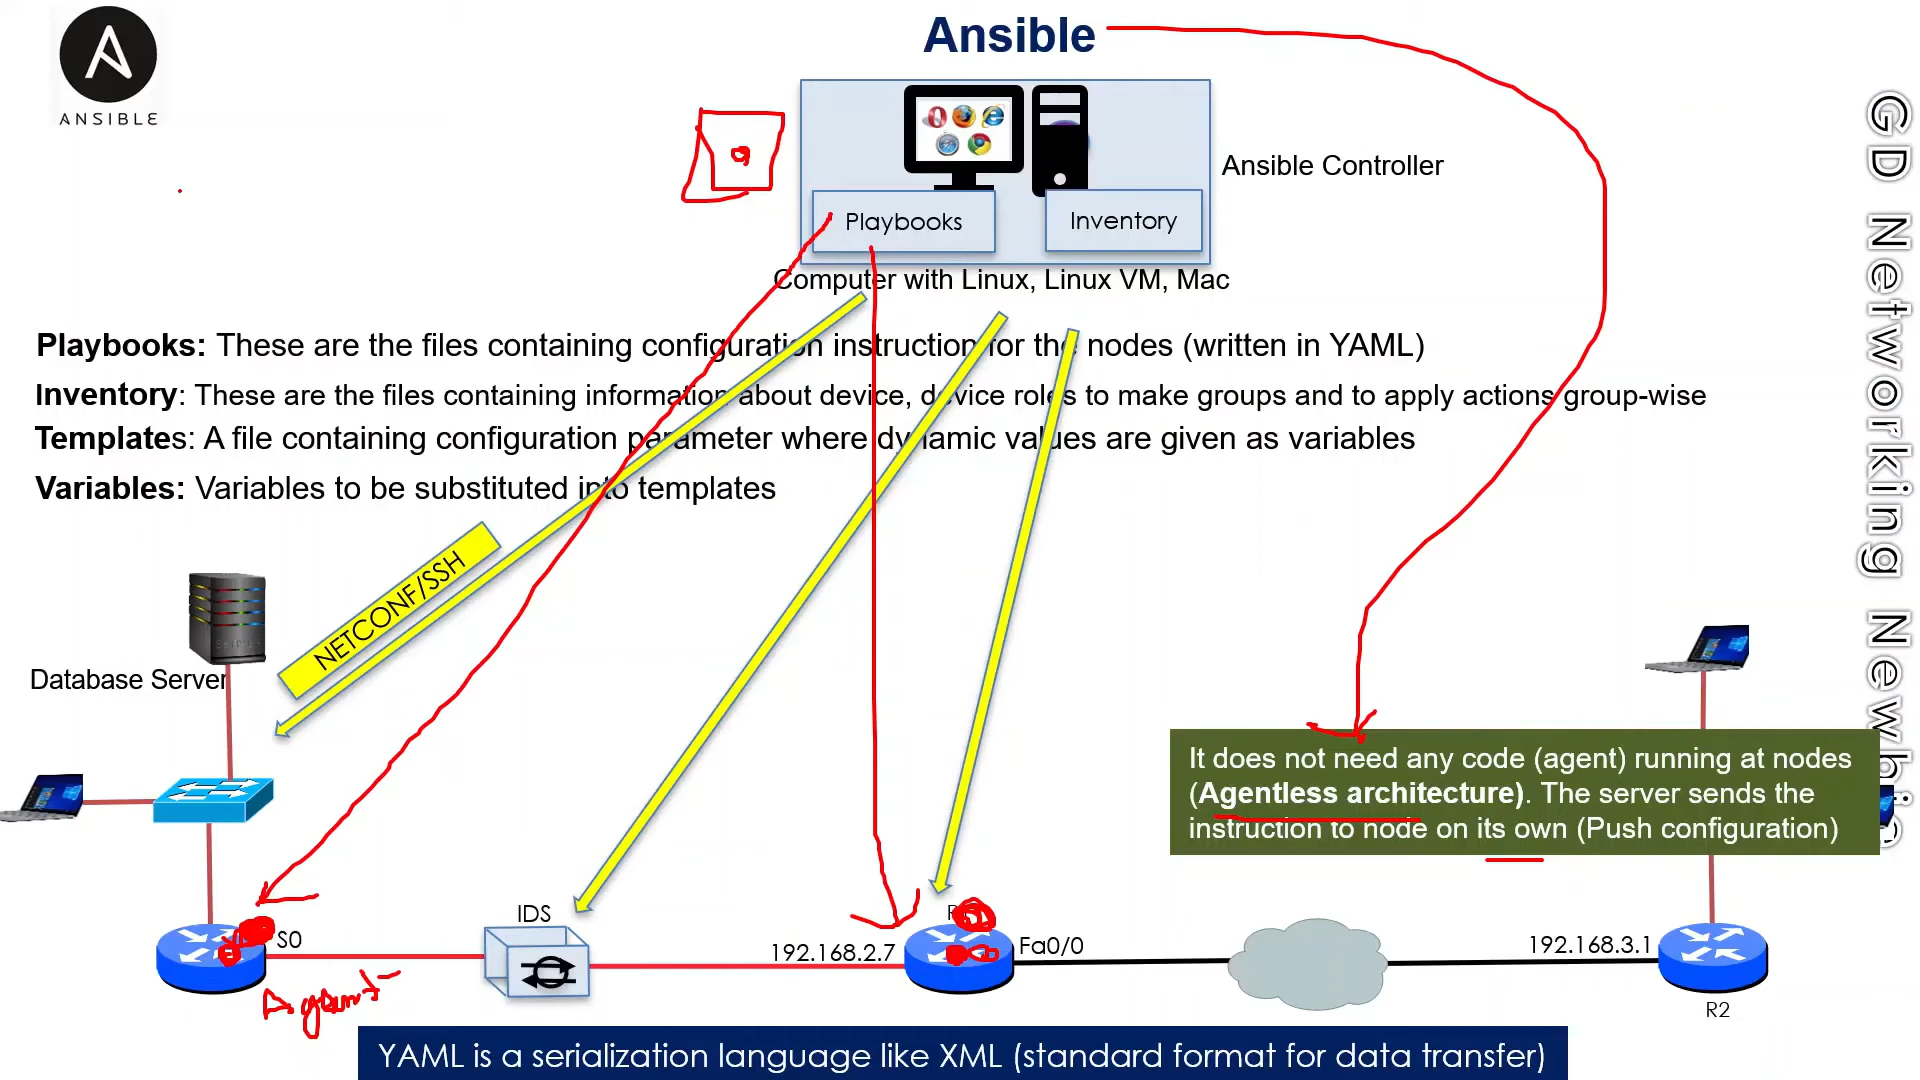 Ansible
ANSIBLE
Ansible Controller
Playbooks
Inventory
Computer with Linux, Linux VM, Mac
Playbooks: These are the files containing configuration instruction for the nodes (written in YAML)
Inventory: These are the files containing information about device, device roles to make groups and to apply actions group-wise
Templates: A file containing configuration parameter where dynamic values are given as variables
Variables: Variables to be substituted into templates
NETCONF/SSH
Database Server
It does not need any code (agent) running at nodes
(Agentless architecture). The server sends the
instruction to node on its own (Push configuration)
IDS
S0
192.168.2.7
Fa0/0
192.168.3.1
R2
Agent
YAML is a serialization language like XML (standard format for data transfer)
GD Networking Newbie